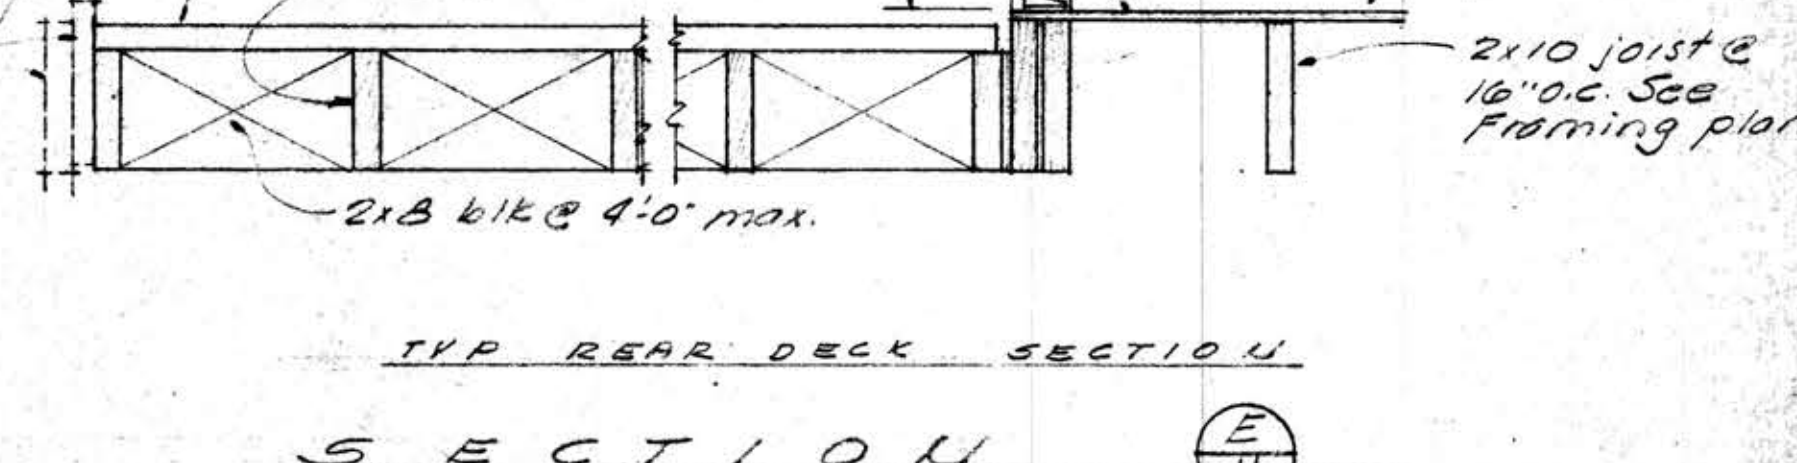 2x10 joist @
16" o.c. See
Framing plan
2x8 blk @ 4'-0" max.
TYP REAR DECK SECTION
SECTION
E